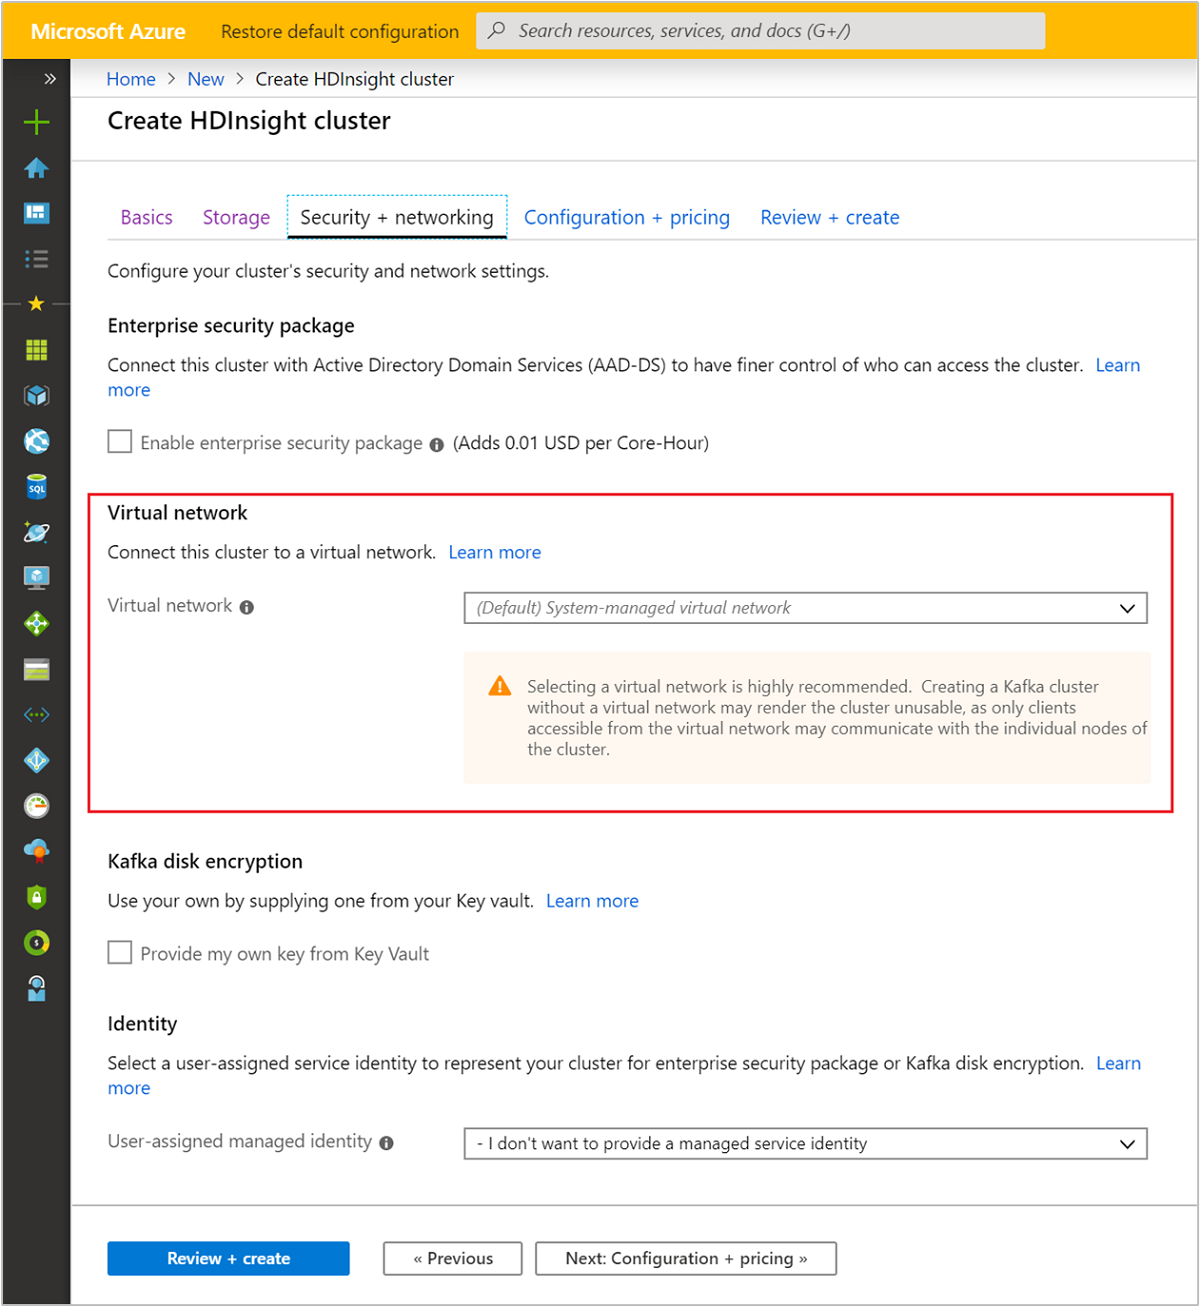 Microsoft Azure
Restore default configuration
Search resources, services, and docs (G+/)
»
Home > New > Create HDInsight cluster
Create HDInsight cluster
Basics
Storage
Security + networking
Configuration + pricing
Review + create
Configure your cluster's security and network settings.
Enterprise security package
Connect this cluster with Active Directory Domain Services (AAD-DS) to have finer control of who can access the cluster. Learn
more
Enable enterprise security package (Adds 0.01 USD per Core-Hour)
SQL
Virtual network
Connect this cluster to a virtual network. Learn more
Virtual network
(Default) System-managed virtual network
Selecting a virtual network is highly recommended. Creating a Kafka cluster
without a virtual network may render the cluster unusable, as only clients
accessible from the virtual network may communicate with the individual nodes of
the cluster.
Kafka disk encryption
Use your own by supplying one from your Key vault. Learn more
Provide my own key from Key Vault
Identity
Select a user-assigned service identity to represent your cluster for enterprise security package or Kafka disk encryption. Learn
more
User-assigned managed identity
- I don't want to provide a managed service identity
Review + create
« Previous
Next: Configuration + pricing »